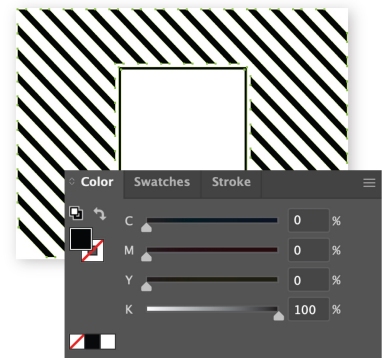 Color Swatches Stroke
C 0 %
M 0 %
Y 0 %
K 100 %